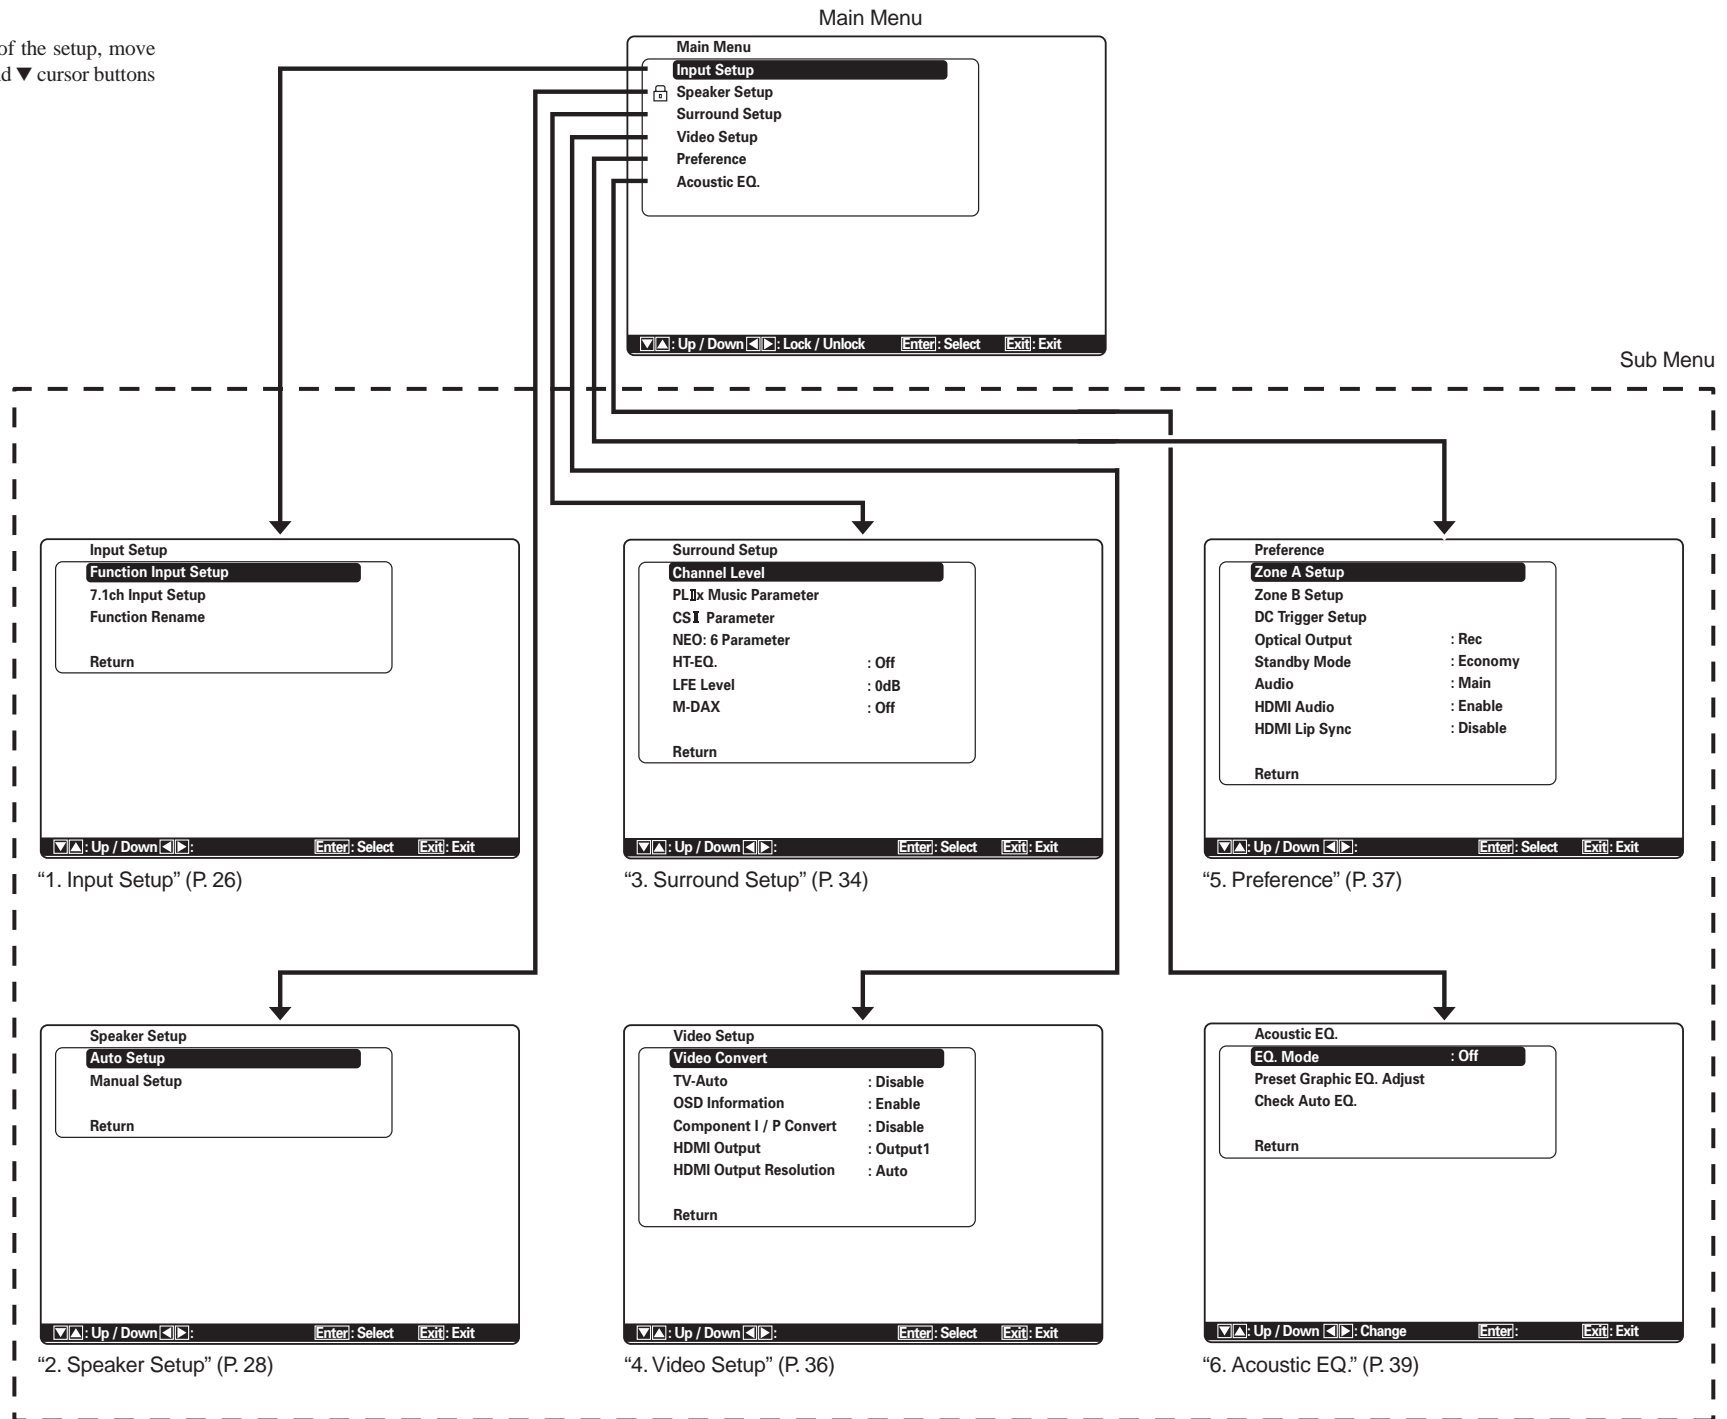 of the setup, move
d ▼ cursor buttons
Main Menu
Main Menu
Input Setup
Speaker Setup
Surround Setup
Video Setup
Preference
Acoustic EQ.
▼▲: Up / Down ◀▶: Lock / Unlock Enter: Select Exit: Exit
Sub Menu
Input Setup
Function Input Setup
7.1ch Input Setup
Function Rename
Return
▼▲: Up / Down ◀▶: Enter: Select Exit: Exit
“1. Input Setup” (P. 26)
Surround Setup
Channel Level
PLⅡx Music Parameter
CSⅡ Parameter
NEO: 6 Parameter
HT-EQ. : Off
LFE Level : 0dB
M-DAX : Off
Return
▼▲: Up / Down ◀▶: Enter: Select Exit: Exit
“3. Surround Setup” (P. 34)
Preference
Zone A Setup
Zone B Setup
DC Trigger Setup
Optical Output : Rec
Standby Mode : Economy
Audio : Main
HDMI Audio : Enable
HDMI Lip Sync : Disable
Return
▼▲: Up / Down ◀▶: Enter: Select Exit: Exit
“5. Preference” (P. 37)
Speaker Setup
Auto Setup
Manual Setup
Return
▼▲: Up / Down ◀▶: Enter: Select Exit: Exit
“2. Speaker Setup” (P. 28)
Video Setup
Video Convert
TV-Auto : Disable
OSD Information : Enable
Component I / P Convert : Disable
HDMI Output : Output1
HDMI Output Resolution : Auto
Return
▼▲: Up / Down ◀▶: Enter: Select Exit: Exit
“4. Video Setup” (P. 36)
Acoustic EQ.
EQ. Mode : Off
Preset Graphic EQ. Adjust
Check Auto EQ.
Return
▼▲: Up / Down ◀▶: Change Enter: Exit: Exit
“6. Acoustic EQ.” (P. 39)